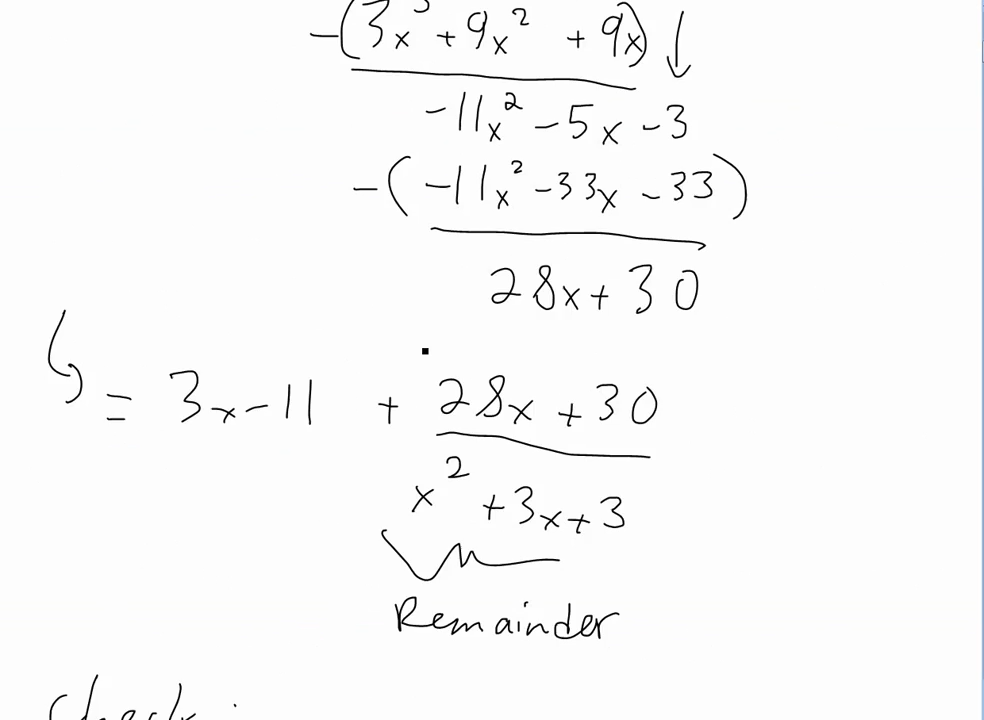 -(3x³ + 9x² + 9x) ↓
-11x² - 5x - 3
-(-11x² - 33x - 33)
28x + 30
= 3x - 11 + 28x + 30
x² + 3x + 3
Remainder
Check: